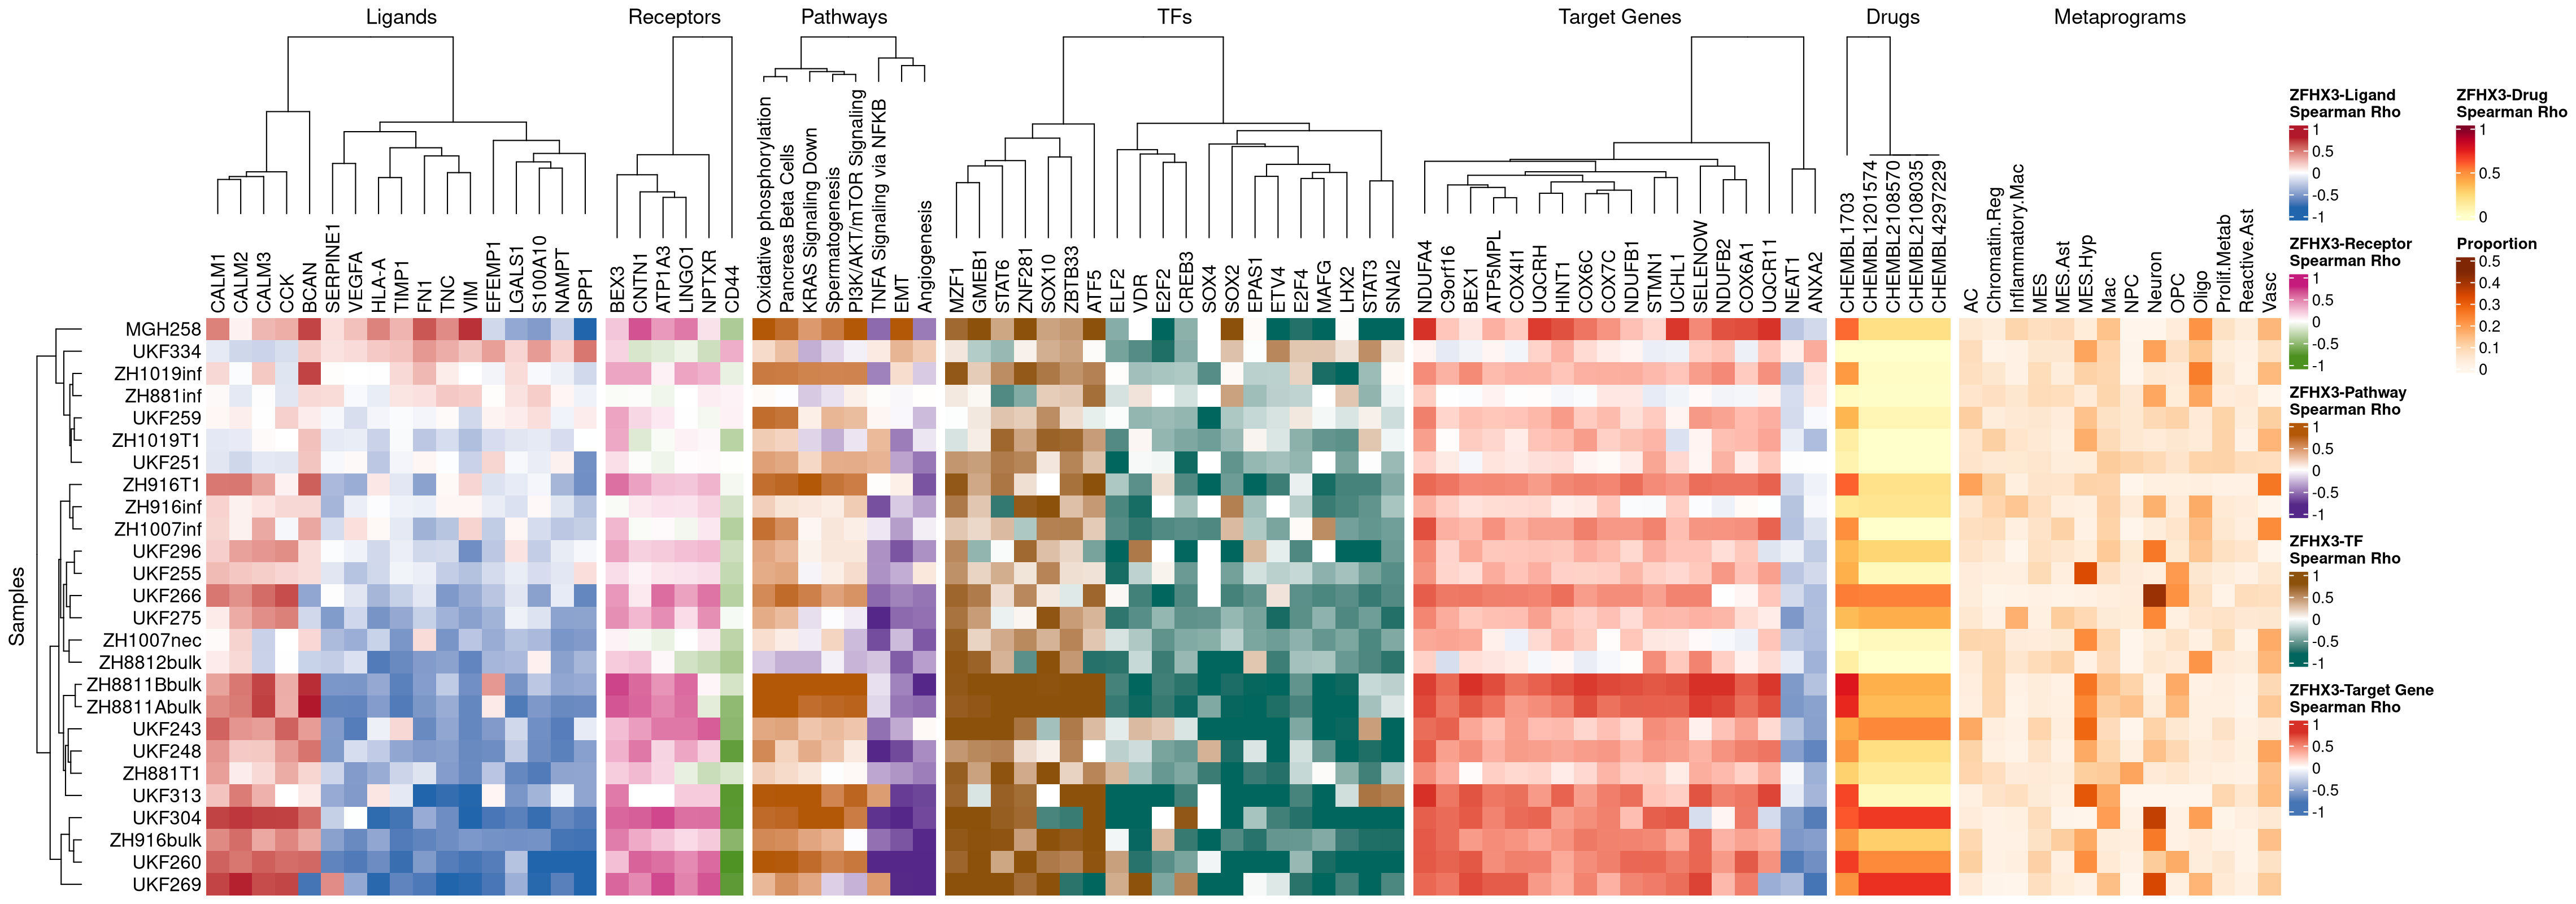 Ligands
Receptors
Pathways
TFs
Target Genes
Drugs
Metaprograms
CALM1
CALM2
CALM3
CCK
BCAN
SERPINE1
VEGFA
HLA-A
TIMP1
FN1
TNC
VIM
EFEMP1
LGALS1
S100A10
NAMPT
SPP1
BEX3
CNTN1
ATP1A3
LINGO1
NPTXR
CD44
Oxidative phosphorylation
Pancreas Beta Cells
KRAS Signaling Down
Spermatogenesis
PI3K/AKT/mTOR Signaling
TNFA Signaling via NFKB
EMT
Angiogenesis
MZF1
GMEB1
STAT6
ZNF281
SOX10
ZBTB33
ATF5
ELF2
VDR
E2F2
CREB3
SOX4
SOX2
EPAS1
ETV4
E2F4
MAFG
LHX2
STAT3
SNAI2
NDUFA4
C9orf16
BEX1
ATP5MPL
COX4I1
UQCRH
HINT1
COX6C
COX7C
NDUFB1
STMN1
UCHL1
SELENOW
NDUFB2
COX6A1
UQCR11
NEAT1
ANXA2
CHEMBL1703
CHEMBL1201574
CHEMBL2108570
CHEMBL2108035
CHEMBL4297229
AC
Chromatin.Reg
Inflammatory.Mac
MES
MES.Ast
MES.Hyp
Mac
NPC
Neuron
OPC
Oligo
Prolif.Metab
Reactive.Ast
Vasc
Samples
MGH258
UKF334
ZH1019inf
ZH881inf
UKF259
ZH1019T1
UKF251
ZH916T1
ZH916inf
ZH1007inf
UKF296
UKF255
UKF266
UKF275
ZH1007nec
ZH8812bulk
ZH8811Bbulk
ZH8811Abulk
UKF243
UKF248
ZH881T1
UKF313
UKF304
ZH916bulk
UKF260
UKF269
ZFHX3-Ligand
Spearman Rho
1
0.5
0
-0.5
-1
ZFHX3-Receptor
Spearman Rho
1
0.5
0
-0.5
-1
ZFHX3-Pathway
Spearman Rho
1
0.5
0
-0.5
-1
ZFHX3-TF
Spearman Rho
1
0.5
0
-0.5
-1
ZFHX3-Target Gene
Spearman Rho
1
0.5
0
-0.5
-1
ZFHX3-Drug
Spearman Rho
1
0.5
0
Proportion
0.5
0.4
0.3
0.2
0.1
0